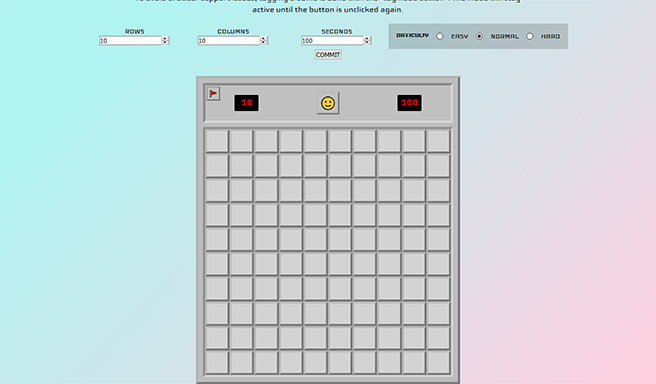 active until the button is unclicked again.
ROWS COLUMNS SECONDS
10 10 100
DIFFICULTY EASY NORMAL HARD
COMMIT
10 100